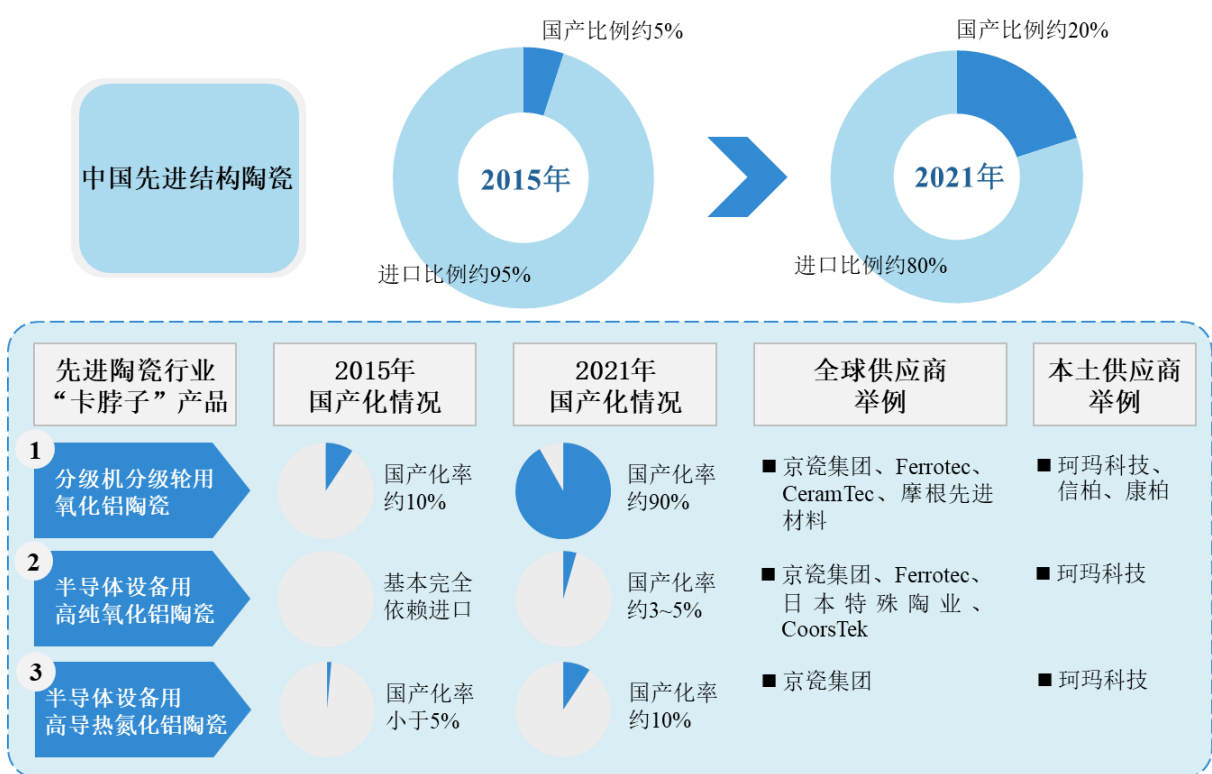 国产比例约5%
国产比例约20%
中国先进结构陶瓷
2015年
2021年
进口比例约95%
进口比例约80%
先进陶瓷行业
“卡脖子”产品
2015年
国产化情况
2021年
国产化情况
全球供应商
举例
本土供应商
举例
1
分级机分级轮用
氧化铝陶瓷
国产化率
约10%
国产化率
约90%
■ 京瓷集团、Ferrotec、
CeramTec、摩根先进
材料
■ 珂玛科技、
信柏、康柏
2
半导体设备用
高纯氧化铝陶瓷
基本完全
依赖进口
国产化率
约3~5%
■ 京瓷集团、Ferrotec、
日本特殊陶业、
CoorsTek
■ 珂玛科技
3
半导体设备用
高导热氮化铝陶瓷
国产化率
小于5%
国产化率
约10%
■ 京瓷集团
■ 珂玛科技